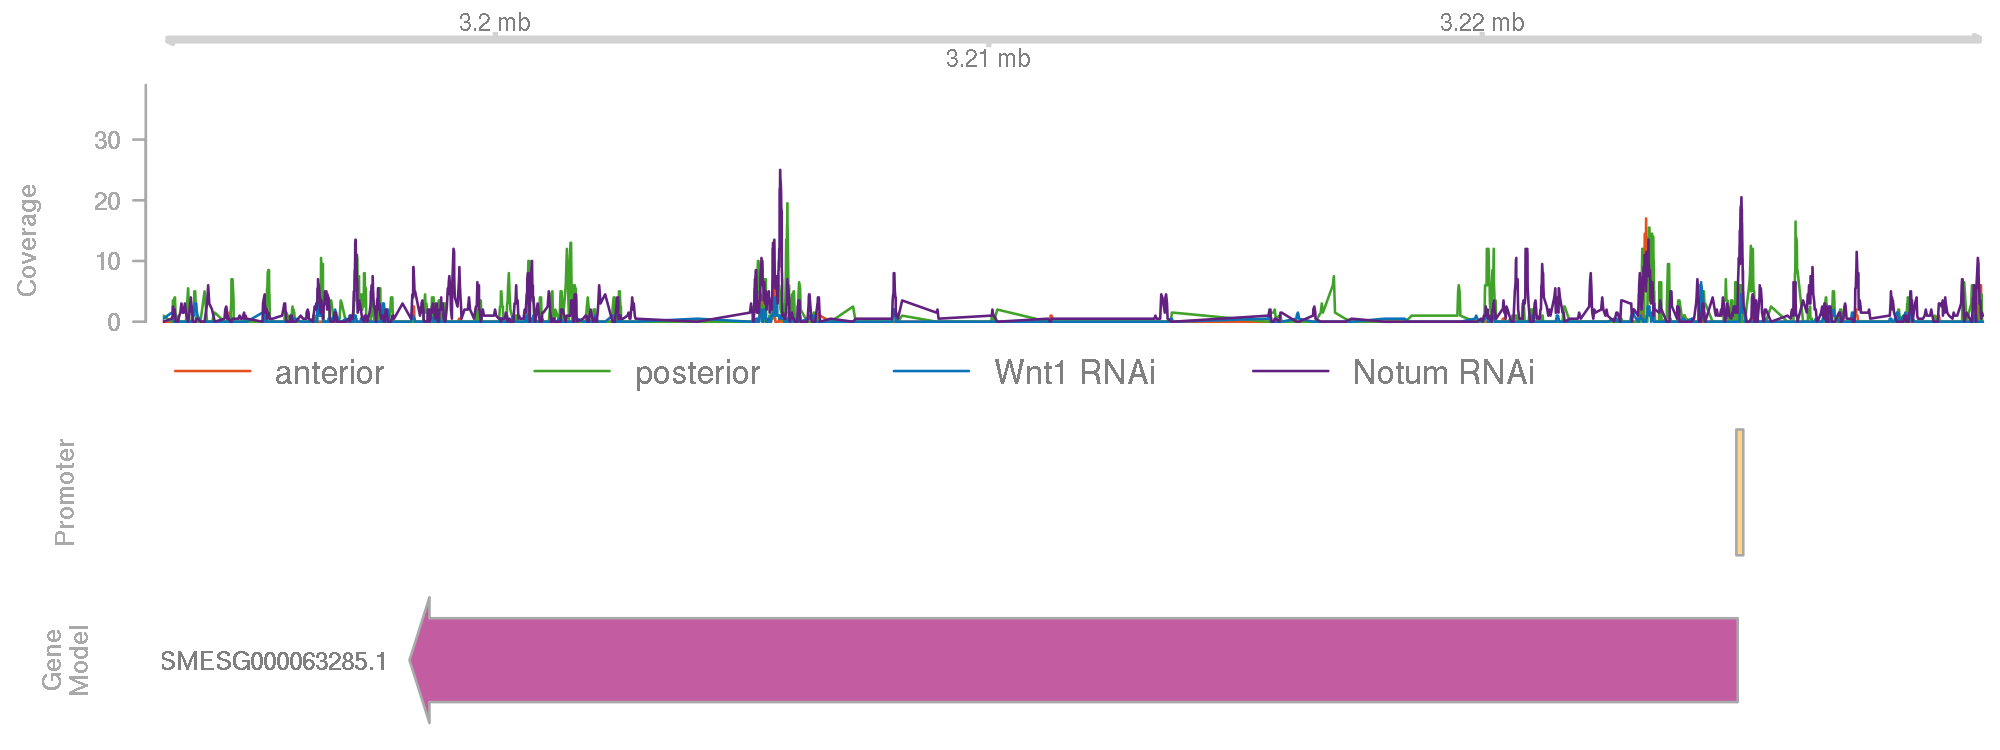 3.2 mb
3.22 mb
3.21 mb
Coverage
30
20
10
0
anterior
posterior
Wnt1 RNAi
Notum RNAi
Promoter
Gene
Model
SMESG000063285.1